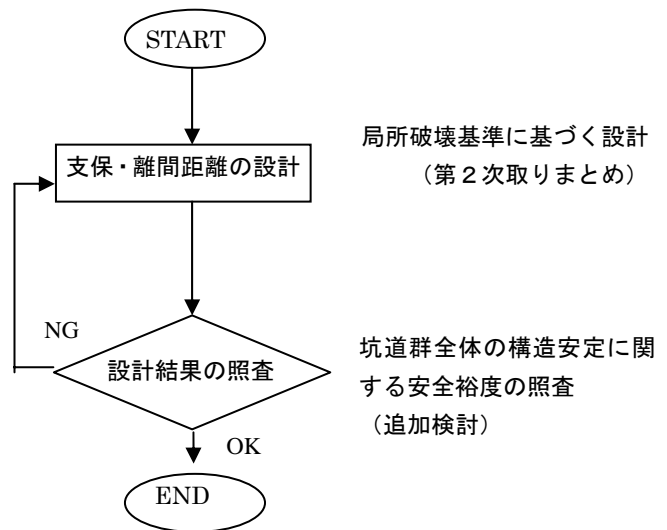 START
支保・離間距離の設計
局所破壊基準に基づく設計
（第２次取りまとめ）
NG
設計結果の照査
坑道群全体の構造安定に関
する安全裕度の照査
（追加検討）
OK
END